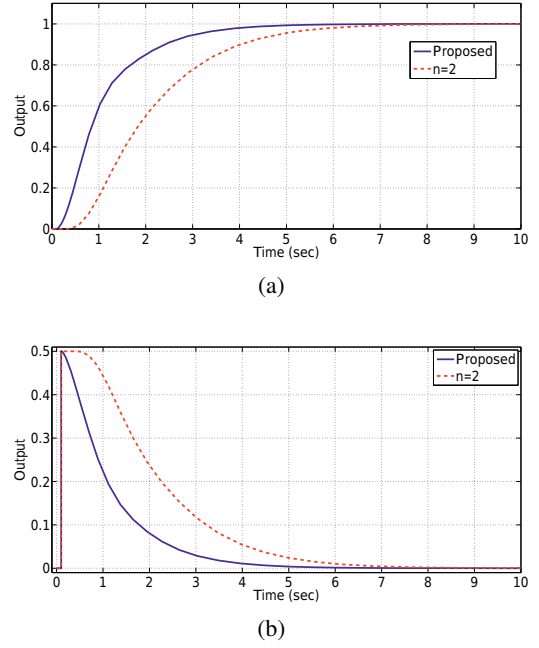 1
0.8
0.6
0.4
0.2
0
Output
Proposed
n=2
0 1 2 3 4 5 6 7 8 9 10
Time (sec)
(a)
0.5
0.4
0.3
0.2
0.1
0
Output
Proposed
n=2
0 1 2 3 4 5 6 7 8 9 10
Time (sec)
(b)